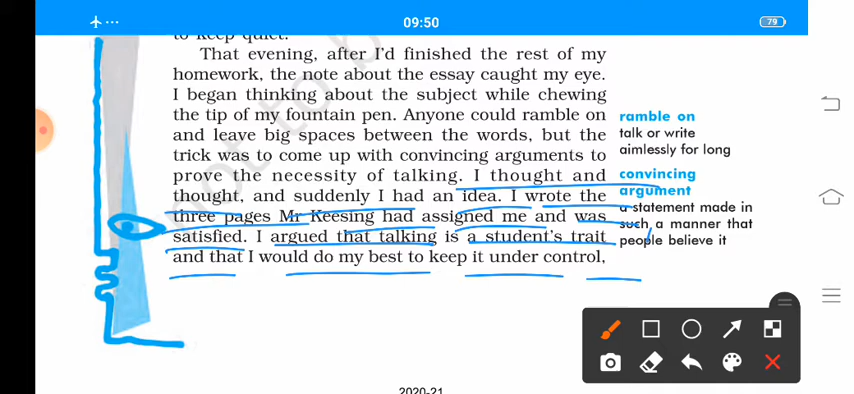 09:50
79
to keep quiet.
That evening, after I'd finished the rest of my
homework, the note about the essay caught my eye.
I began thinking about the subject while chewing
the tip of my fountain pen. Anyone could ramble on
and leave big spaces between the words, but the
trick was to come up with convincing arguments to
prove the necessity of talking. I thought and
thought, and suddenly I had an idea. I wrote the
three pages Mr Keesing had assigned me and was
satisfied. I argued that talking is a student's trait
and that I would do my best to keep it under control,
ramble on
talk or write
aimlessly for long
convincing
argument
a statement made in
such a manner that
people believe it
not to b
2020-21